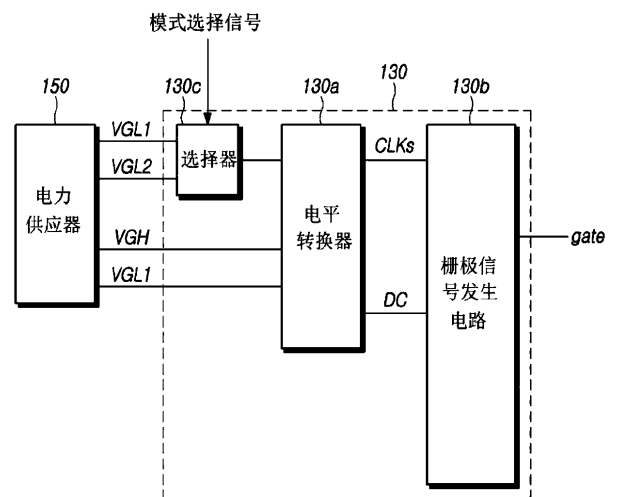 模式选择信号
150
130c
130a
130
130b
VGL1
VGL2
VGH
VGL1
电力
供应器
选择器
电平
转换器
CLKs
DC
栅极信
号发生
电路
gate